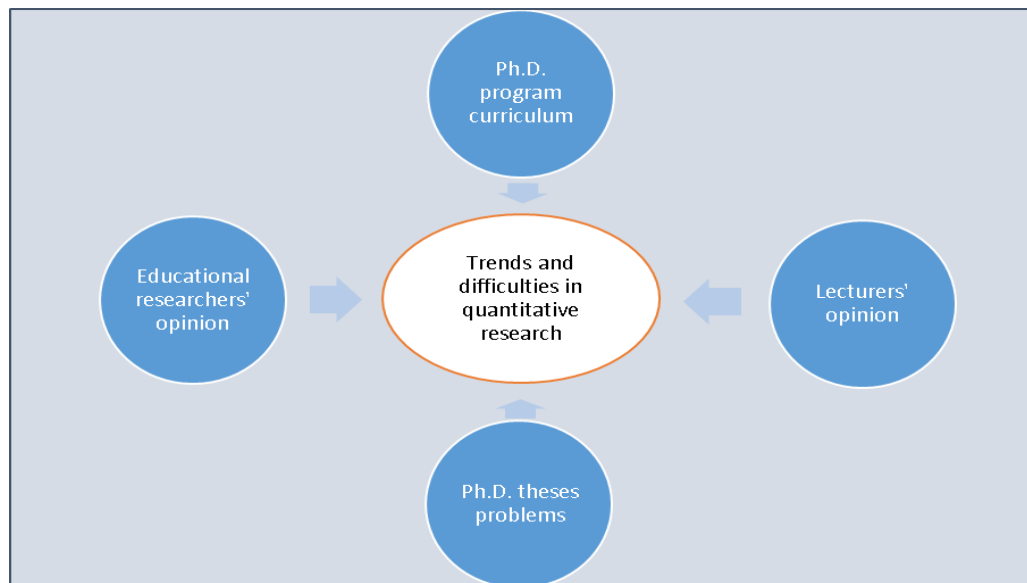 Ph.D.
program
curriculum
Educational
researchers'
opinion
Trends and
difficulties in
quantitative
research
Lecturers'
opinion
Ph.D. theses
problems